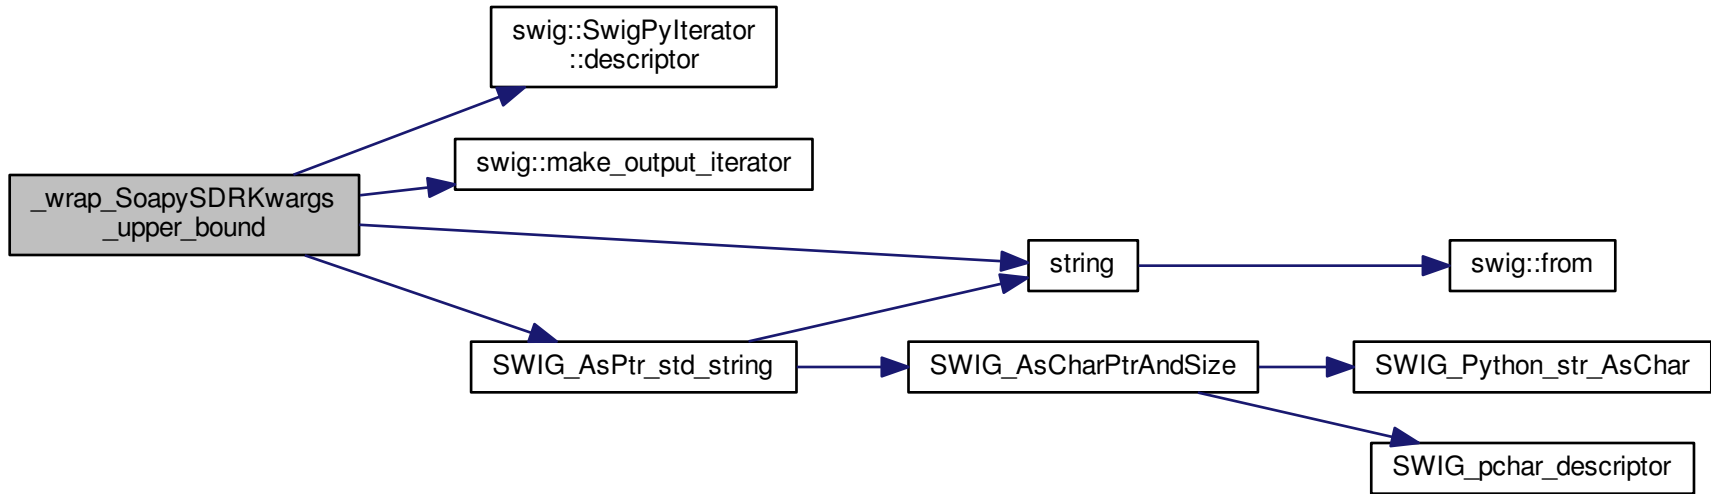 swig::SwigPyIterator
::descriptor
swig::make_output_iterator
_wrap_SoapySDRKwargs
_upper_bound
string
swig::from
SWIG_AsPtr_std_string
SWIG_AsCharPtrAndSize
SWIG_Python_str_AsChar
SWIG_pchar_descriptor